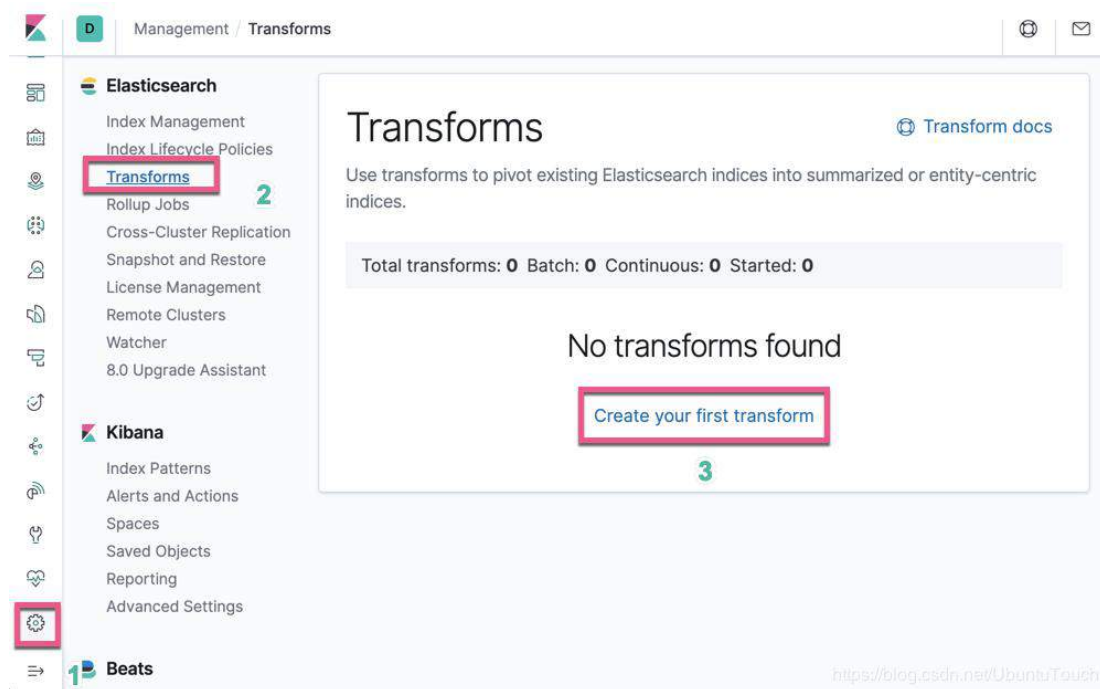 D Management / Transforms
Elasticsearch
Index Management
Index Lifecycle Policies
Transforms
2
Rollup Jobs
Cross-Cluster Replication
Snapshot and Restore
License Management
Remote Clusters
Watcher
8.0 Upgrade Assistant
Kibana
Index Patterns
Alerts and Actions
Spaces
Saved Objects
Reporting
Advanced Settings
1
Beats
Transforms
Transform docs
Use transforms to pivot existing Elasticsearch indices into summarized or entity-centric
indices.
Total transforms: 0 Batch: 0 Continuous: 0 Started: 0
No transforms found
Create your first transform
3
https://blog.csdn.net/UbuntuTouch